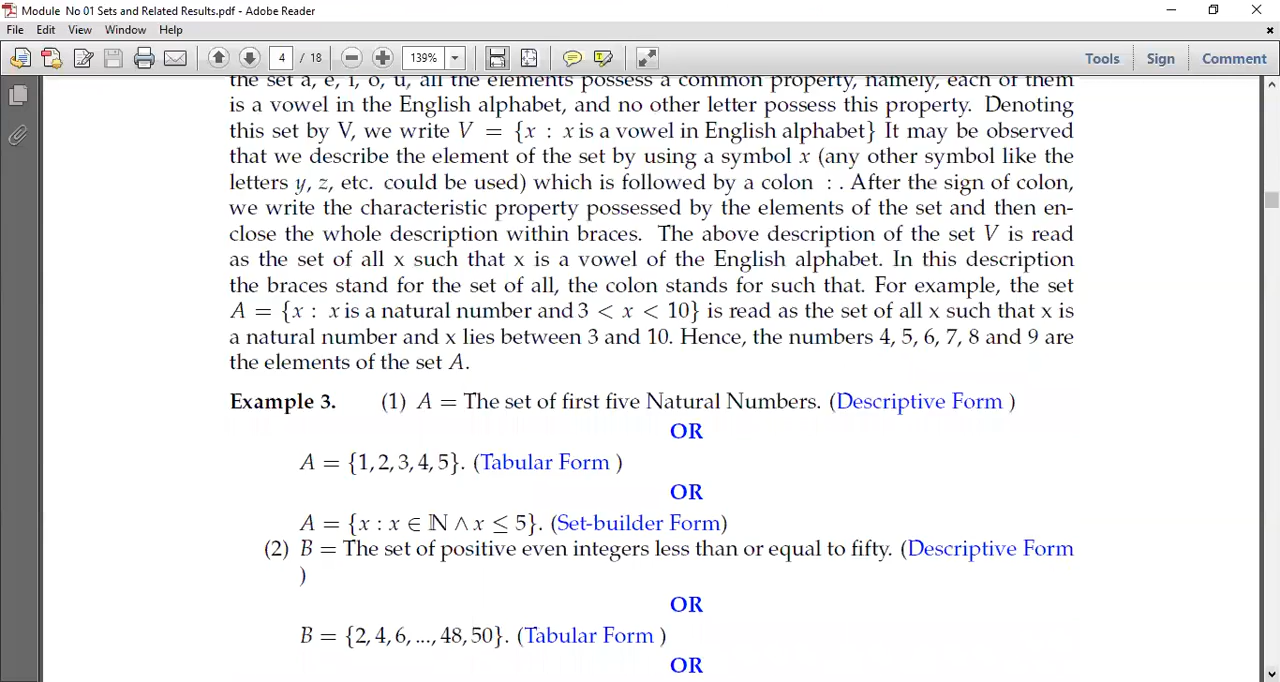 Module No 01 Sets and Related Results.pdf - Adobe Reader
File Edit View Window Help
4 / 18 139% Tools Sign Comment
the set a, e, i, o, u, all the elements possess a common property, namely, each of them
is a vowel in the English alphabet, and no other letter possess this property. Denoting
this set by V, we write V = {x : x is a vowel in English alphabet} It may be observed
that we describe the element of the set by using a symbol x (any other symbol like the
letters y, z, etc. could be used) which is followed by a colon : . After the sign of colon,
we write the characteristic property possessed by the elements of the set and then en-
close the whole description within braces. The above description of the set V is read
as the set of all x such that x is a vowel of the English alphabet. In this description
the braces stand for the set of all, the colon stands for such that. For example, the set
A = {x : x is a natural number and 3 < x < 10} is read as the set of all x such that x is
a natural number and x lies between 3 and 10. Hence, the numbers 4, 5, 6, 7, 8 and 9 are
the elements of the set A.
Example 3. (1) A = The set of first five Natural Numbers. (Descriptive Form )
OR
A = {1, 2, 3, 4, 5}. (Tabular Form )
OR
A = {x : x ∈ ℕ ∧ x ≤ 5}. (Set-builder Form)
(2) B = The set of positive even integers less than or equal to fifty. (Descriptive Form
)
OR
B = {2, 4, 6, ..., 48, 50}. (Tabular Form )
OR